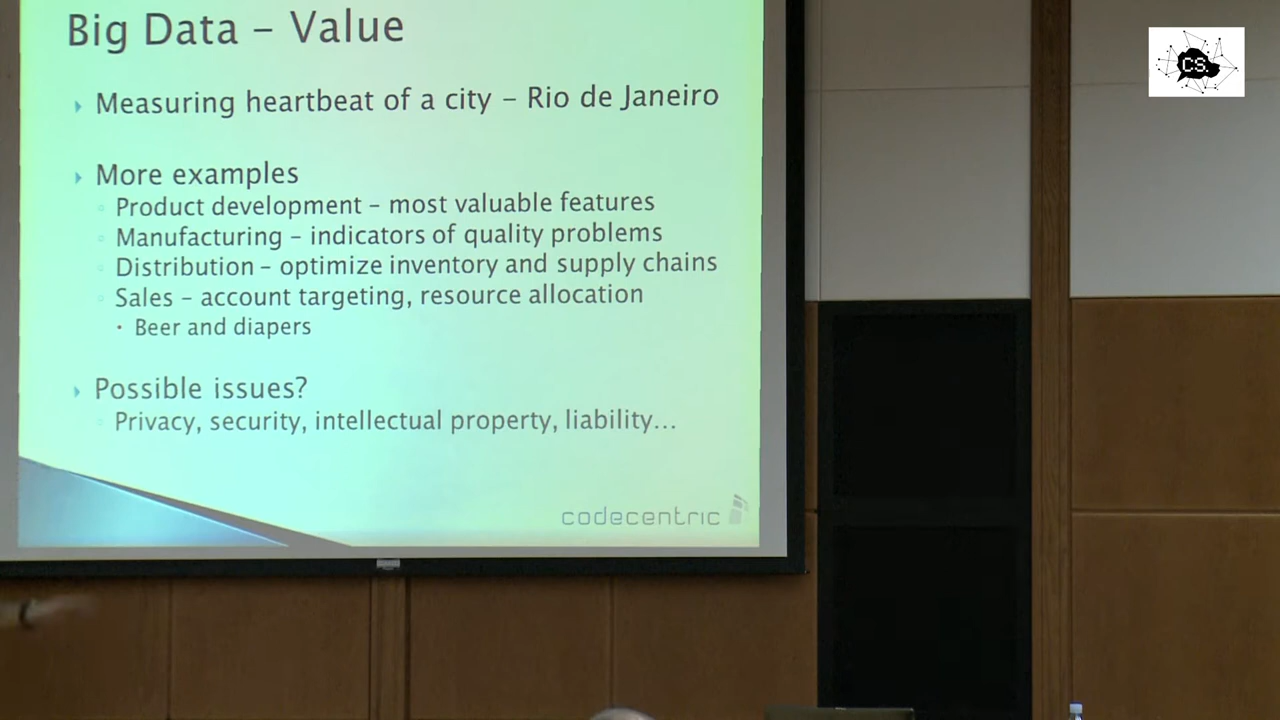 Big Data – Value
Measuring heartbeat of a city – Rio de Janeiro
More examples
Product development – most valuable features
Manufacturing – indicators of quality problems
Distribution – optimize inventory and supply chains
Sales – account targeting, resource allocation
Beer and diapers
Possible issues?
Privacy, security, intellectual property, liability…
codecentric
CS.